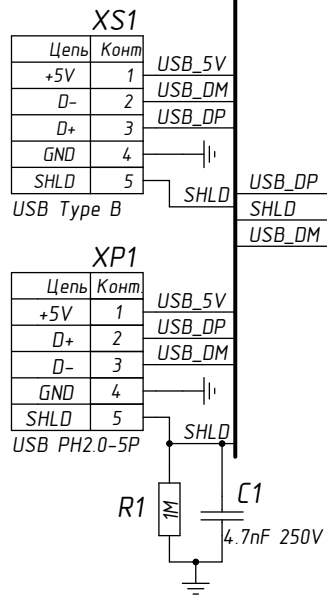 XS1
Цепь Конт
+5V 1 USB_5V
D- 2 USB_DM
D+ 3 USB_DP
GND 4
SHLD 5 SHLD
USB Type B
USB_DP
SHLD
USB_DM
XP1
Цепь Конт.
+5V 1 USB_5V
D+ 2 USB_DP
D- 3 USB_DM
GND 4
SHLD 5 SHLD
USB PH2.0-5P
R1 1M C1
4.7nF 250V